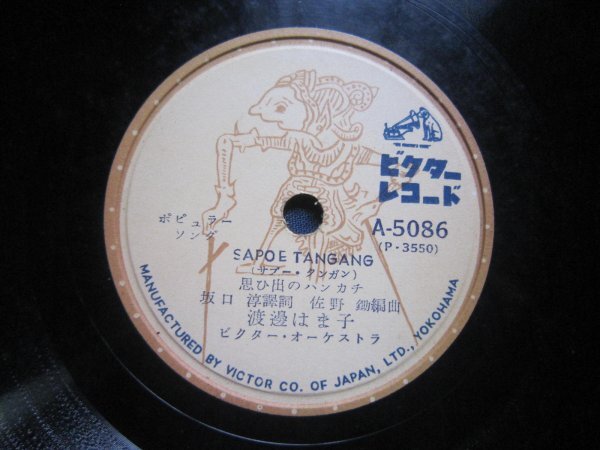 "HIS MASTER'S VOICE"
ビクター
レコード
A-5086
(P-3550)
ポピュラー
ソング
SAPOE TANGANG
(サプー・タンガン)
思ひ出のハンカチ
坂口 淳譯詞 佐野 鋤編曲
渡邊はま子
ビクター・オーケストラ
MANUFACTURED BY VICTOR CO. OF JAPAN, LTD., YOKOHAMA